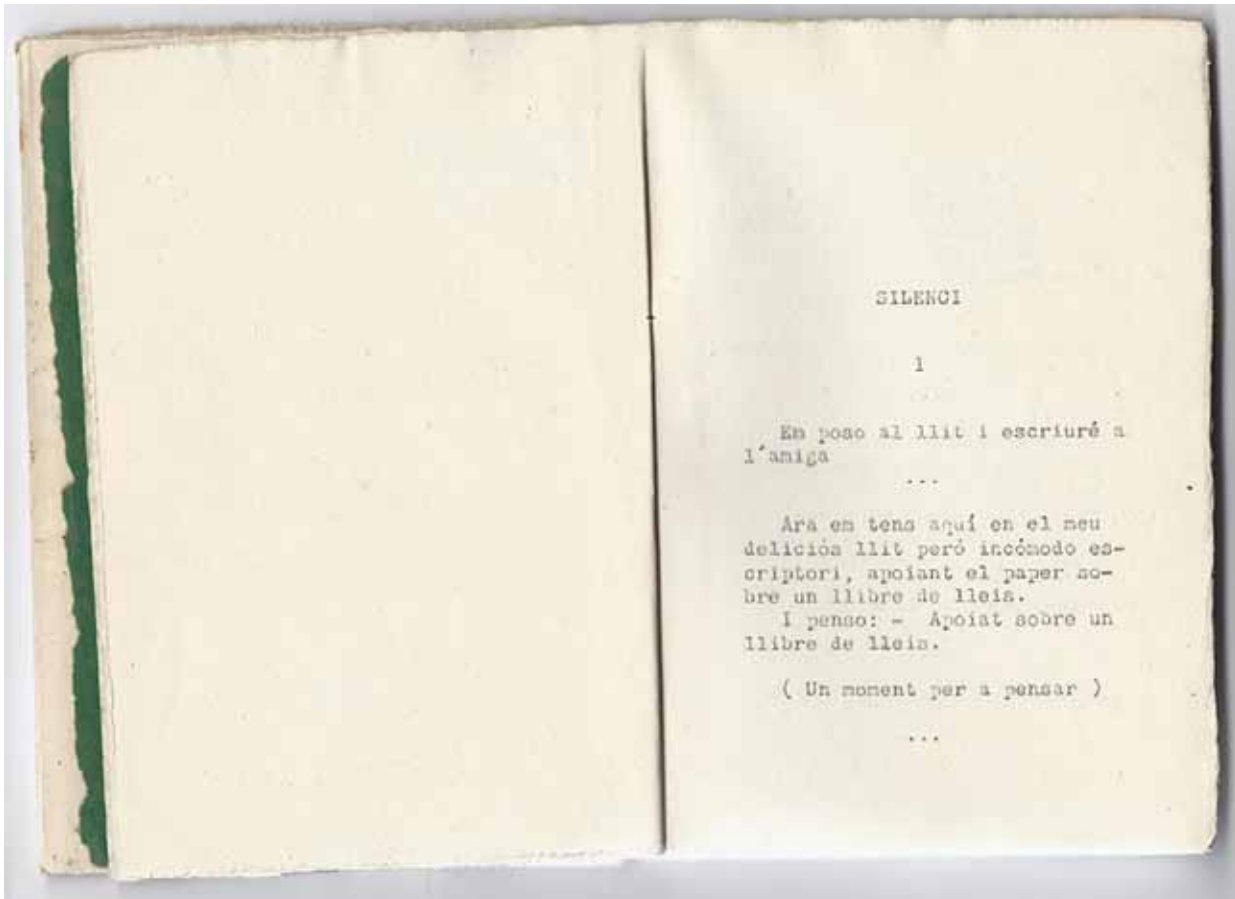 SILENCI
1
Em poso al llit i escriuré a
l´amiga
...
Ara em tens aquí en el meu
deliciós llit peró incómodo es-
criptori, apoiant el paper so-
bre un llibre de lleis.
I penso: - Apoiat sobre un
llibre de lleis.
( Un moment per a pensar )
...